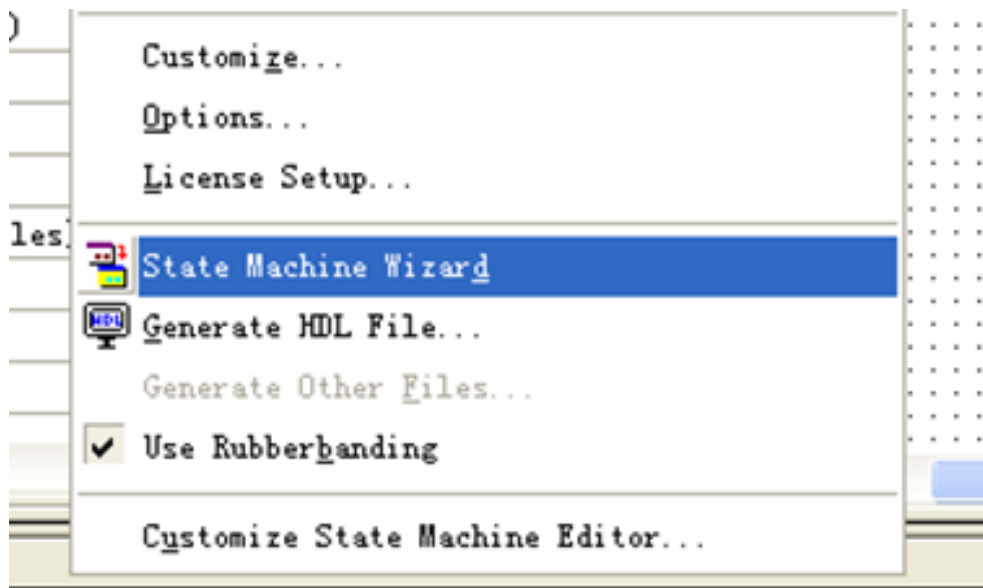 )
Customize...
Options...
License Setup...
les
State Machine Wizard
HDL
Generate HDL File...
Generate Other Files...
Use Rubberbanding
Customize State Machine Editor...